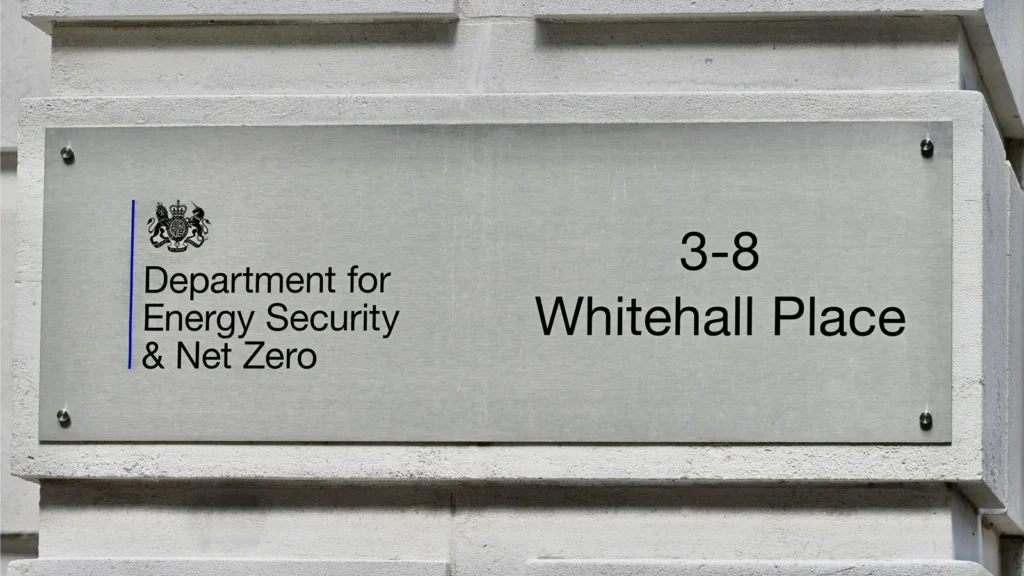 Department for
Energy Security
& Net Zero
3-8
Whitehall Place